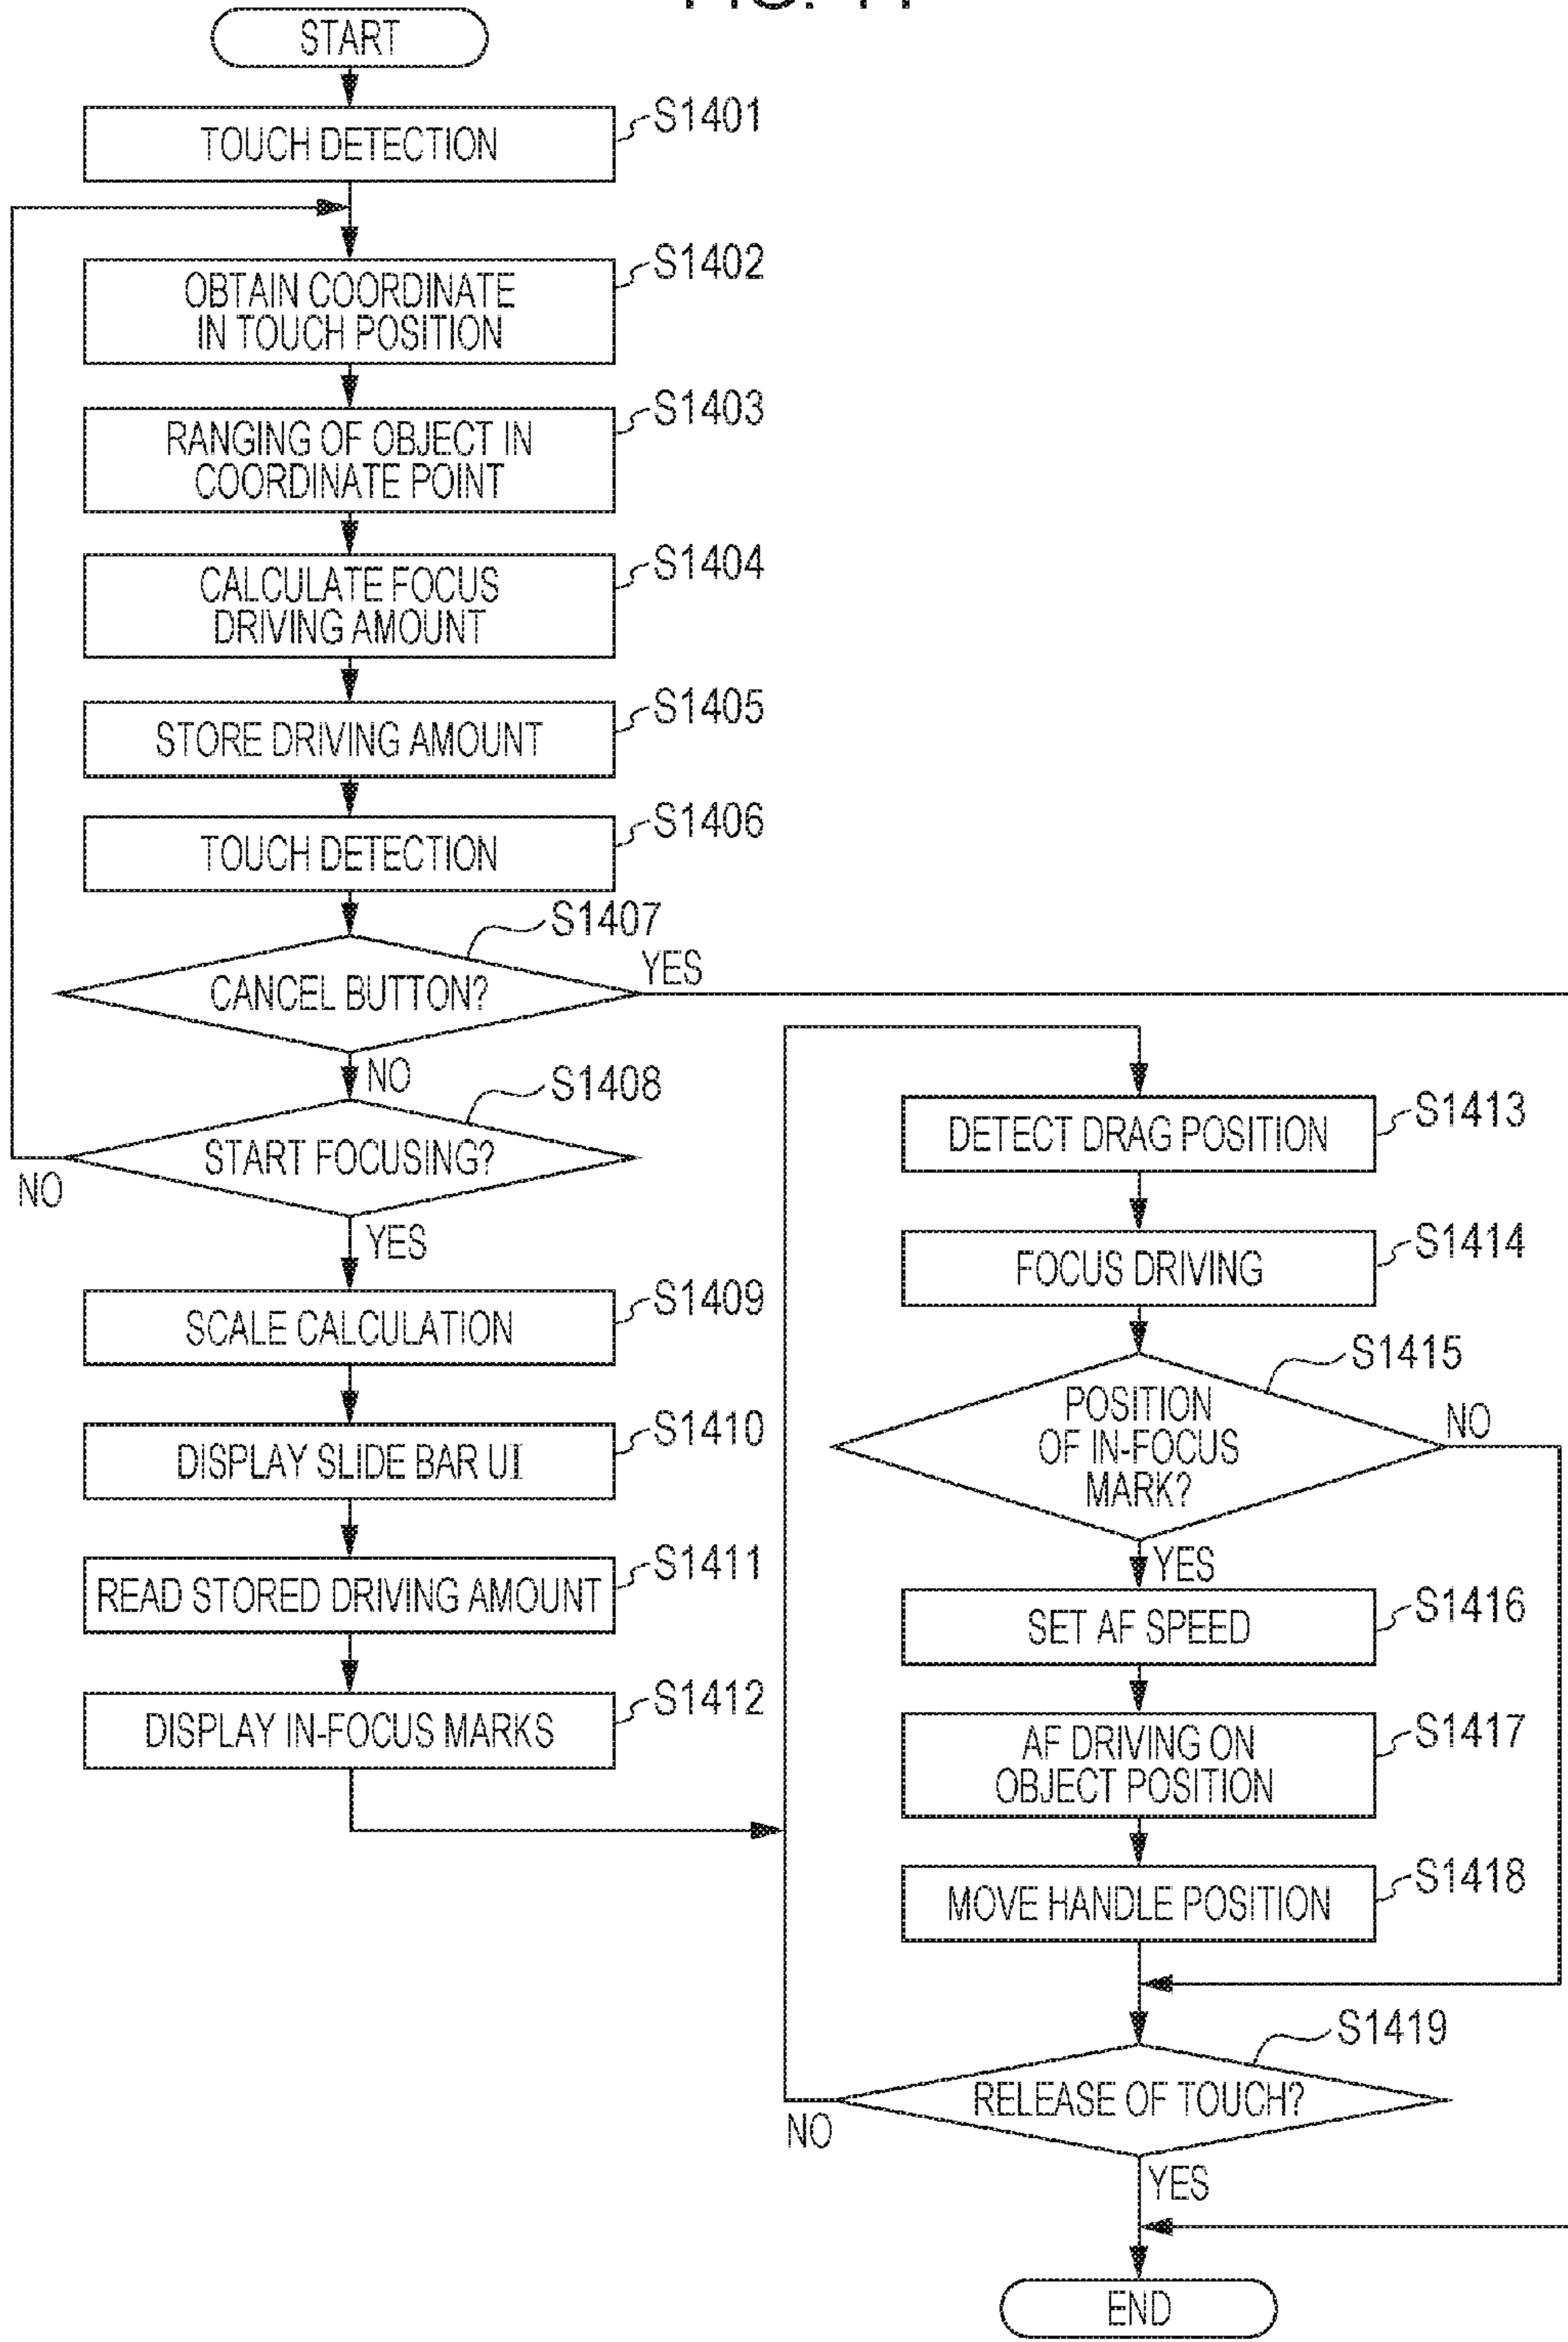 START
TOUCH DETECTION
S1401
OBTAIN COORDINATE
IN TOUCH POSITION
S1402
RANGING OF OBJECT IN
COORDINATE POINT
S1403
CALCULATE FOCUS
DRIVING AMOUNT
S1404
STORE DRIVING AMOUNT
S1405
TOUCH DETECTION
S1406
CANCEL BUTTON?
S1407
YES
NO
START FOCUSING?
S1408
NO
YES
SCALE CALCULATION
S1409
DISPLAY SLIDE BAR UI
S1410
READ STORED DRIVING AMOUNT
S1411
DISPLAY IN-FOCUS MARKS
S1412
DETECT DRAG POSITION
S1413
FOCUS DRIVING
S1414
POSITION
OF IN-FOCUS
MARK?
S1415
NO
YES
SET AF SPEED
S1416
AF DRIVING ON
OBJECT POSITION
S1417
MOVE HANDLE POSITION
S1418
RELEASE OF TOUCH?
S1419
NO
YES
END